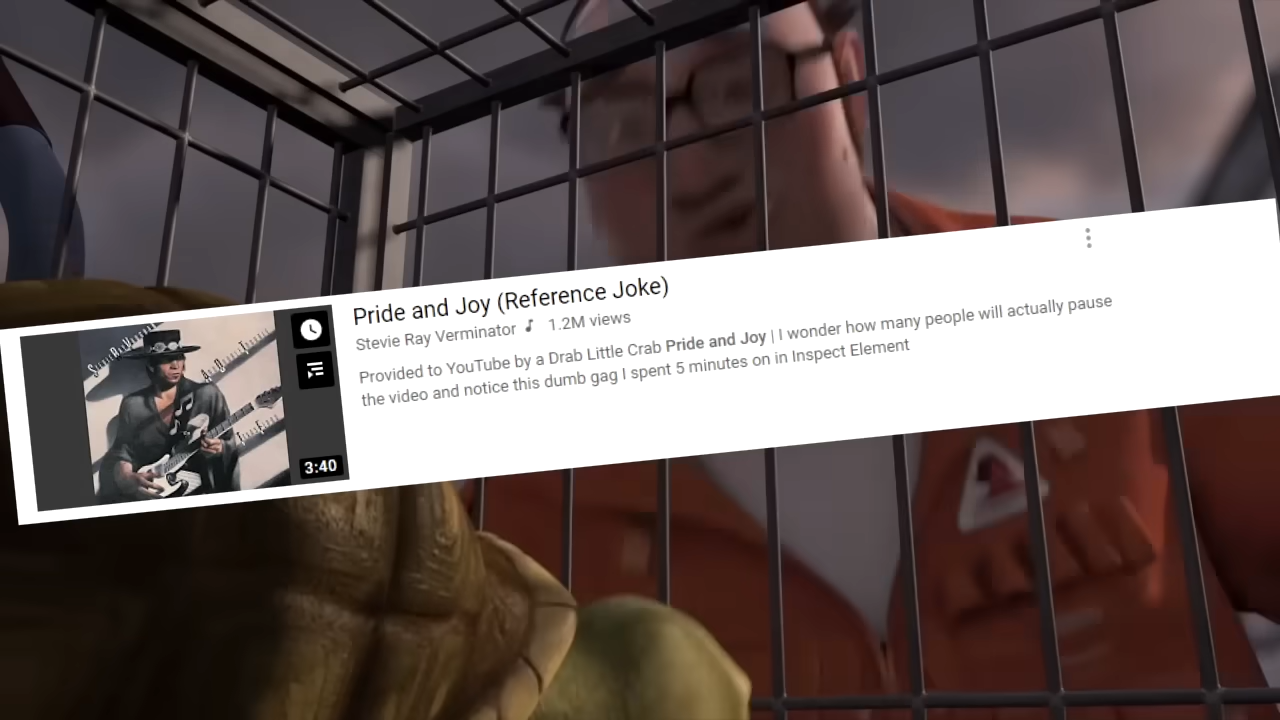 Pride and Joy (Reference Joke)
Stevie Ray Verminator 1.2M views
Provided to YouTube by a Drab Little Crab Pride and Joy | I wonder how many people will actually pause
the video and notice this dumb gag I spent 5 minutes on in Inspect Element
3:40